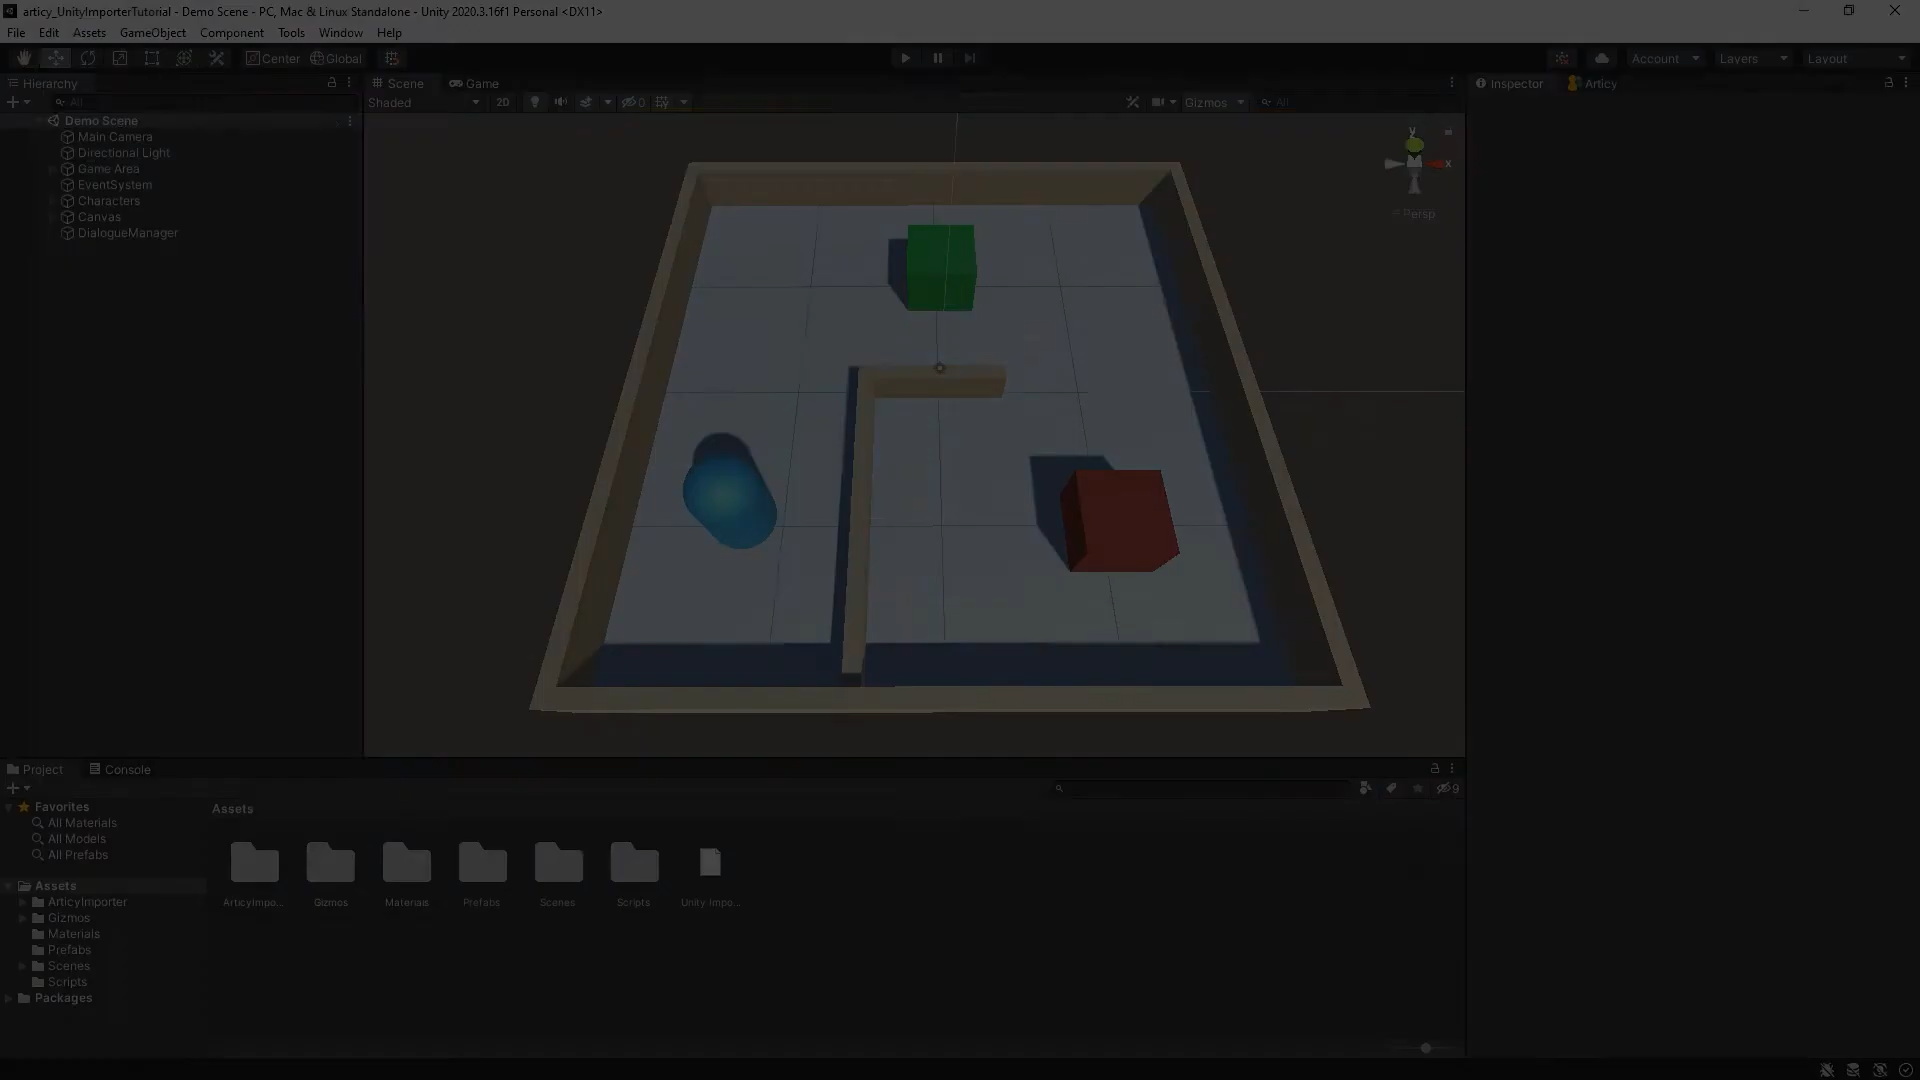 articy_UnityImporterTutorial - Demo Scene - PC, Mac & Linux Standalone - Unity 2020.3.16f1 Personal <DX11>
File Edit Assets GameObject Component Tools Window Help
Center Global Account Layers Layout
Hierarchy Scene Game Inspector Articy
All Shaded 2D 0 Gizmos All
Demo Scene
Main Camera
Directional Light
Game Area
EventSystem
Characters
Canvas
DialogueManager
y
x
Persp
Project Console
9
Favorites
All Materials
All Models
All Prefabs
Assets
ArticyImporter
Gizmos
Materials
Prefabs
Scenes
Scripts
Packages
Assets
ArticyImpo... Gizmos Materials Prefabs Scenes Scripts Unity Impo...